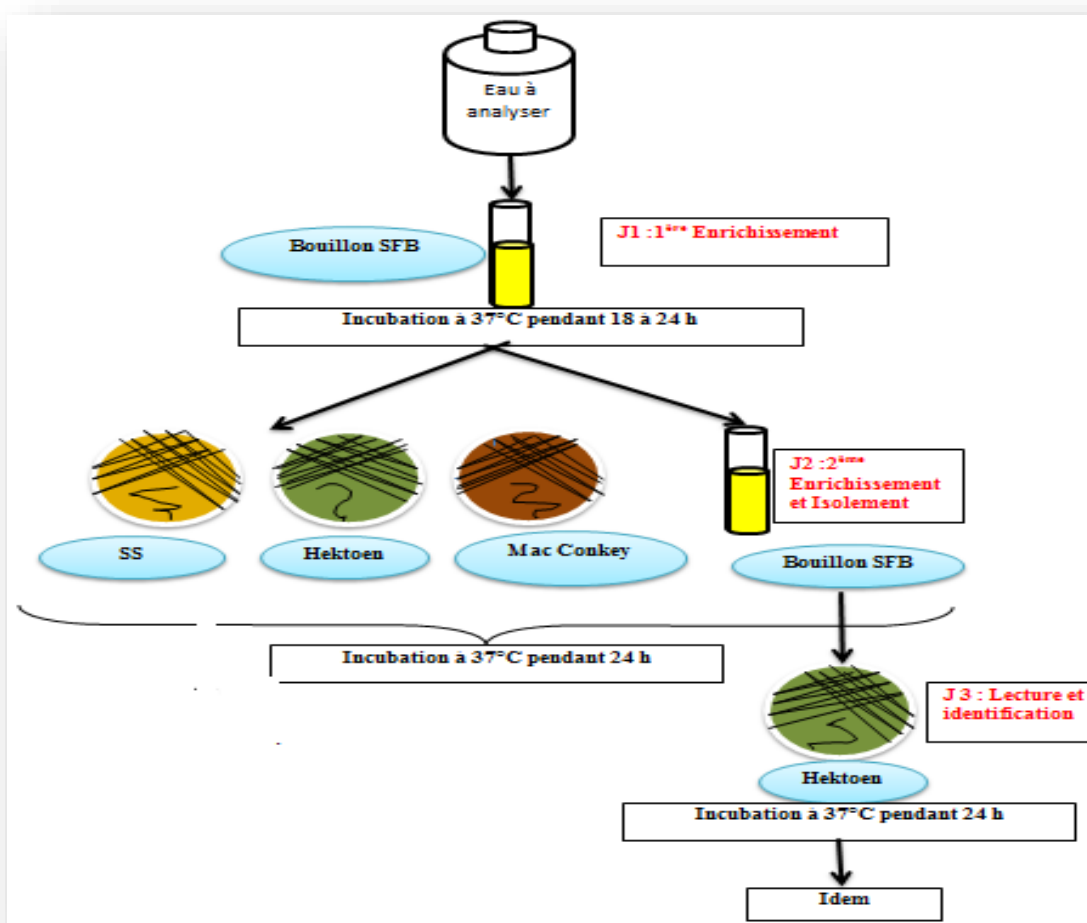 Eau à
analyser
Bouillon SFB
J1 :1ère Enrichissement
Incubation à 37°C pendant 18 à 24 h
J2 :2ème
Enrichissement
et Isolement
SS
Hektoen
Mac Conkey
Bouillon SFB
Incubation à 37°C pendant 24 h
J 3 : Lecture et
identification
Hektoen
Incubation à 37°C pendant 24 h
Idem